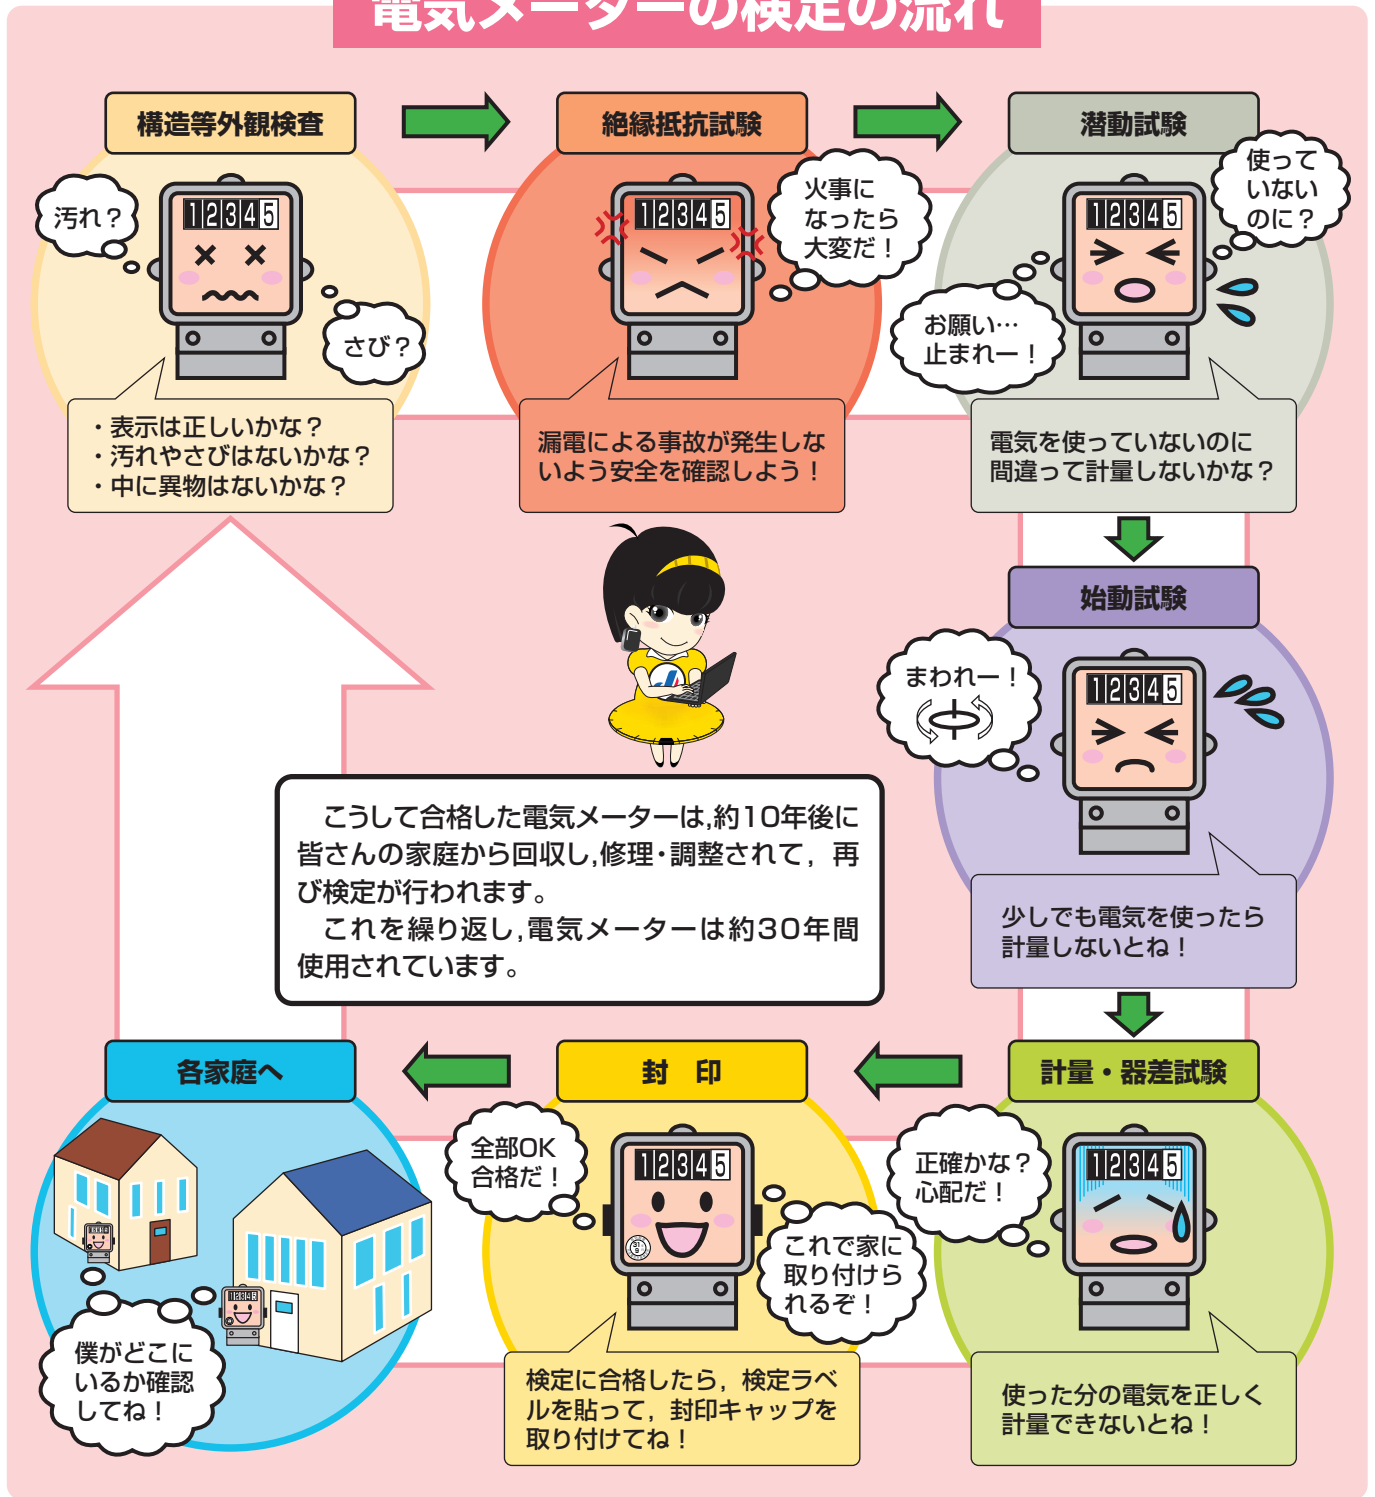 電気メーターの検定の流れ
構造等外観検査
汚れ？
12345
さび？
・表示は正しいかな？
・汚れやさびはないかな？
・中に異物はないかな？
絶縁抵抗試験
火事に
なったら
大変だ！
12345
漏電による事故が発生しな
いよう安全を確認しよう！
潜動試験
使って
いない
のに？
12345
お願い…
止まれー！
電気を使っていないのに
間違って計量しないかな？
始動試験
まわれー！
12345
少しでも電気を使ったら
計量しないとね！
計量・器差試験
正確かな？
心配だ！
12345
使った分の電気を正しく
計量できないとね！
封　印
全部OK
合格だ！
12345
31
9
これで家に
取り付けら
れるぞ！
検定に合格したら，検定ラベ
ルを貼って，封印キャップを
取り付けてね！
各家庭へ
12345
12345
僕がどこに
いるか確認
してね！
こうして合格した電気メーターは,約10年後に
皆さんの家庭から回収し,修理・調整されて，再
び検定が行われます。
これを繰り返し,電気メーターは約30年間
使用されています。